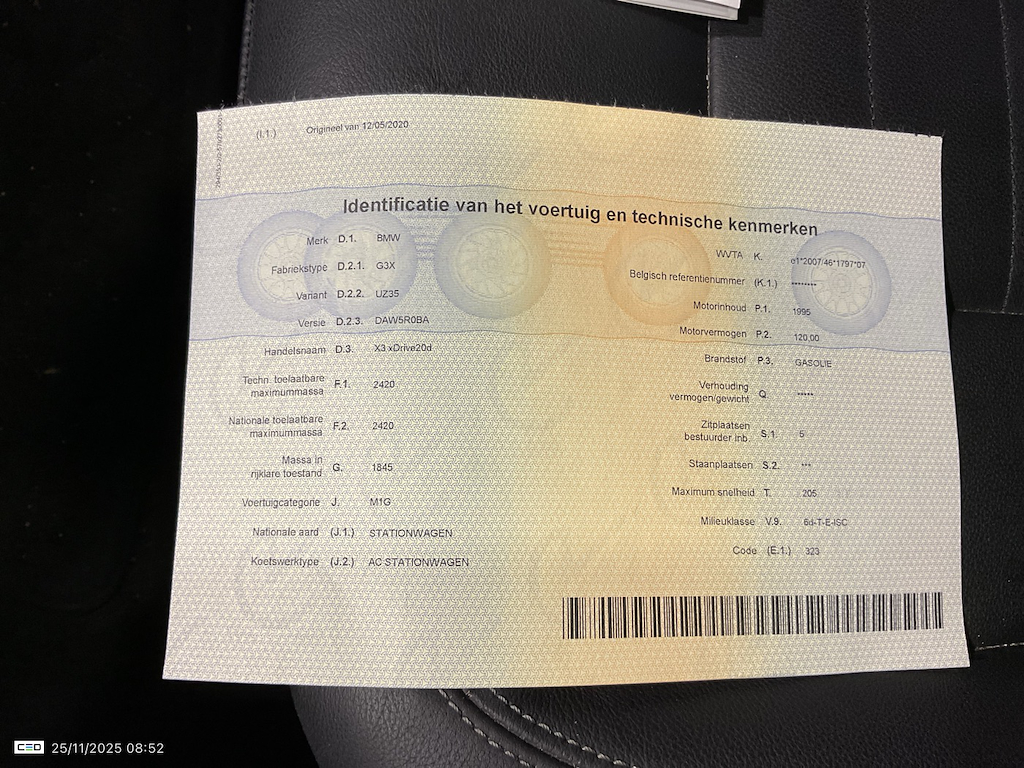 (I.1.) Origineel van 12/05/2020
Identificatie van het voertuig en technische kenmerken
Merk D.1. BMW
Fabriekstype D.2.1. G3X
Variant D.2.2. UZ35
Versie D.2.3. DAW5R0BA
Handelsnaam D.3. X3 xDrive20d
Techn. toelaatbare
maximummassa F.1. 2420
Nationale toelaatbare
maximummassa F.2. 2420
Massa in
rijklare toestand G. 1845
Voertuigcategorie J. M1G
Nationale aard (J.1.) STATIONWAGEN
Koetswerktype (J.2.) AC STATIONWAGEN
WVTA K. e1*2007/46*1797*07
Belgisch referentienummer (K.1.) ********
Motorinhoud P.1. 1995
Motorvermogen P.2. 120,00
Brandstof P.3. GASOLIE
Verhouding
vermogen/gewicht Q. *****
Zitplaatsen
bestuurder inb. S.1. 5
Staanplaatsen S.2. ***
Maximum snelheid T. 205
Milieuklasse V.9. 6d-T-E-ISC
Code (E.1.) 323
CEO 25/11/2025 08:52